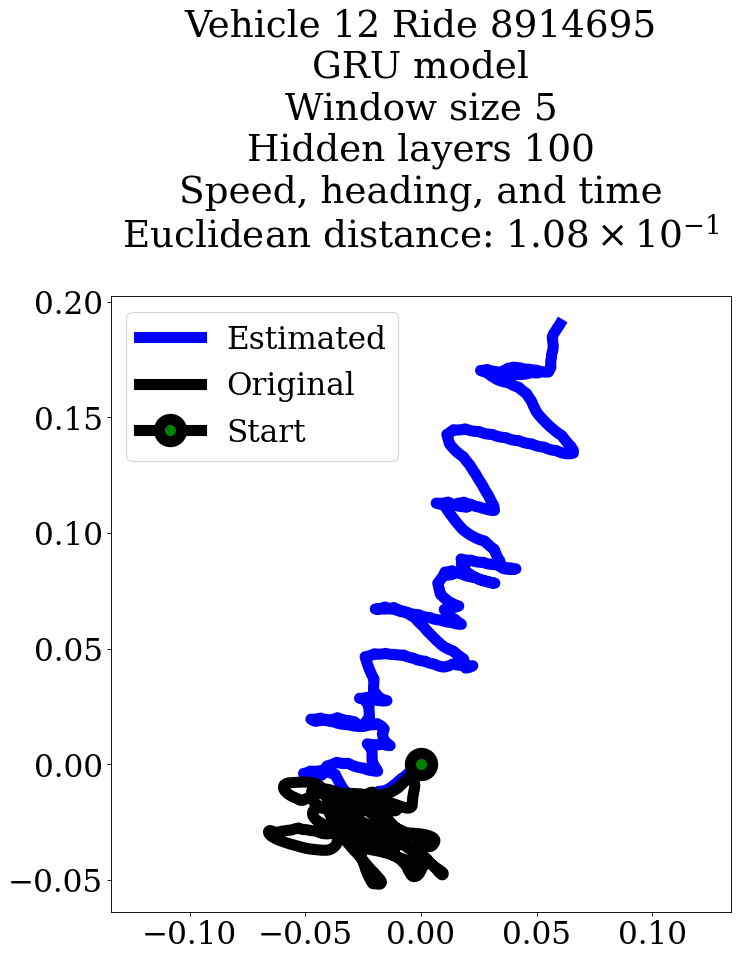 Vehicle 12 Ride 8914695
GRU model
Window size 5
Hidden layers 100
Speed, heading, and time
Euclidean distance: 1.08 × 10⁻¹
Estimated
Original
Start
0.20
0.15
0.10
0.05
0.00
−0.05
−0.10 −0.05 0.00 0.05 0.10